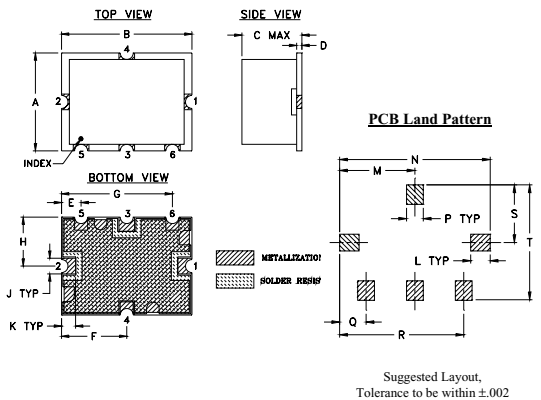 TOP VIEW
B
4
A
2
1
INDEX
5
3
6
SIDE VIEW
C MAX
D
BOTTOM VIEW
G
E
5
3
6
H
2
1
J TYP
K TYP
4
F
METALLIZATION
SOLDER RESIS
PCB Land Pattern
N
M
P TYP
S
T
L TYP
Q
R
Suggested Layout,
Tolerance to be within ±.002